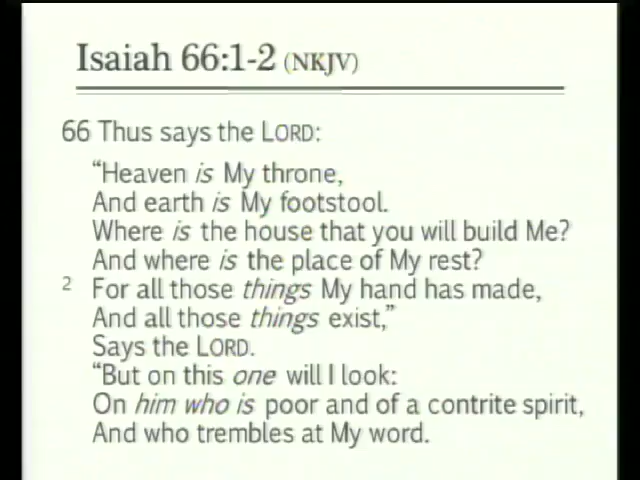 Isaiah 66:1-2 (NKJV)
66 Thus says the LORD:
“Heaven is My throne,
And earth is My footstool.
Where is the house that you will build Me?
And where is the place of My rest?
2 For all those things My hand has made,
And all those things exist,”
Says the LORD.
“But on this one will I look:
On him who is poor and of a contrite spirit,
And who trembles at My word.